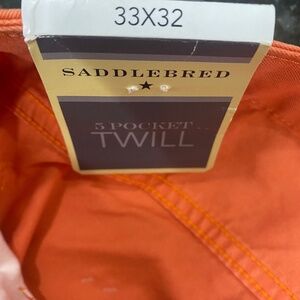 33X32
SADDLEBRED
5 POCKET
TWILL